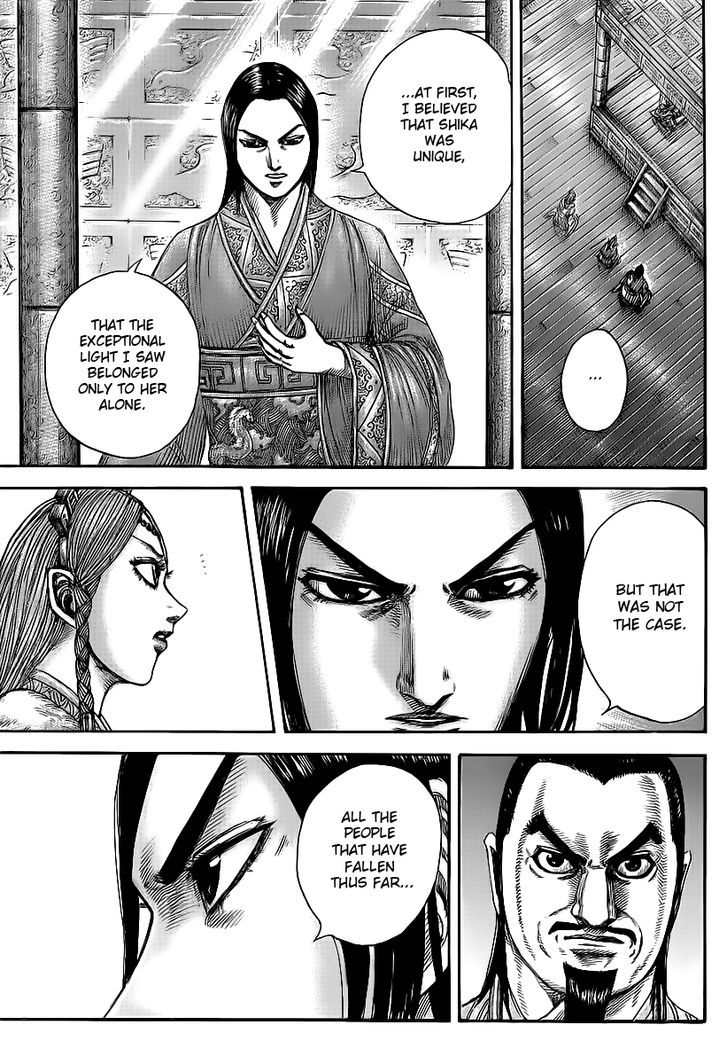 ...
...AT FIRST,
I BELIEVED
THAT SHIKA
WAS
UNIQUE,
THAT THE
EXCEPTIONAL
LIGHT I SAW
BELONGED
ONLY TO HER
ALONE.
BUT THAT
WAS NOT
THE CASE.
ALL THE
PEOPLE
THAT HAVE
FALLEN
THUS FAR...